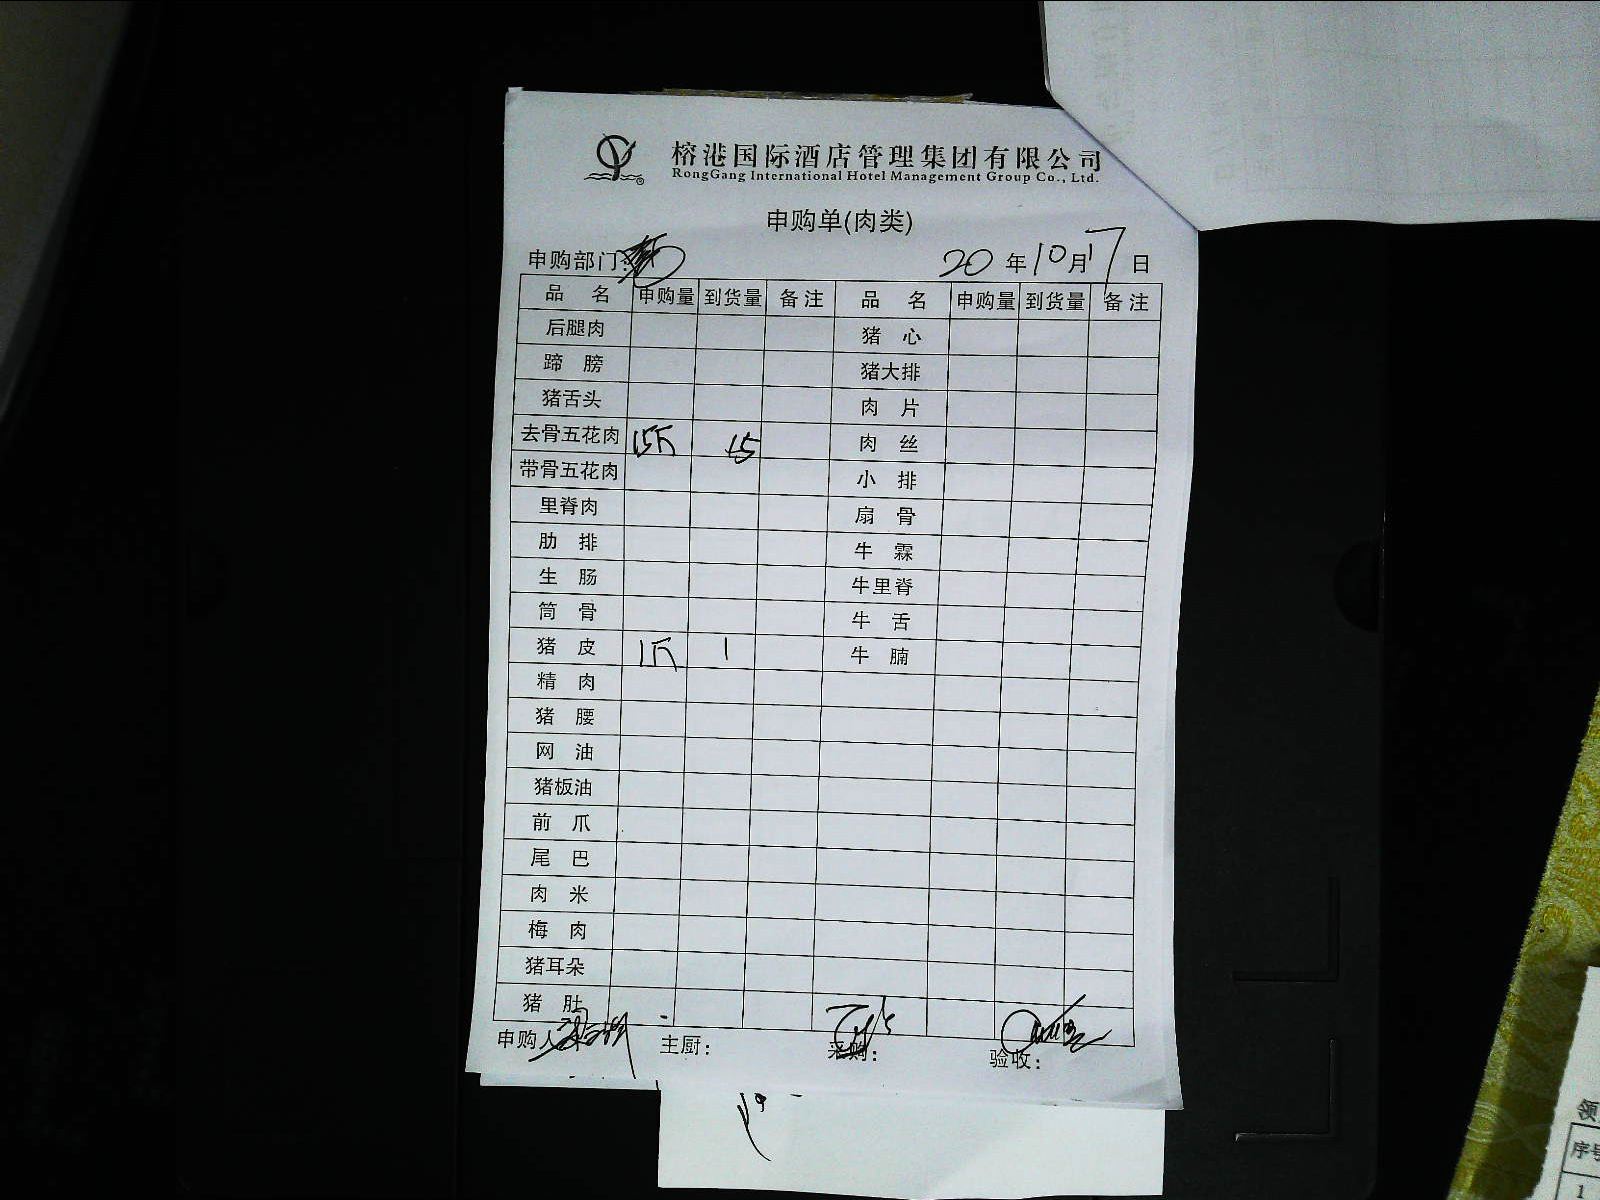 榕港国际酒店管理集团有限公司
RongGang International Hotel Management Group Co., Ltd.
申购单(肉类)
申购部门: 20 年 10 月 17 日
品 名 申购量 到货量 备注 品 名 申购量 到货量 备注
后腿肉 猪 心
蹄 膀 猪大排
猪舌头 肉 片
去骨五花肉 15斤 15 肉 丝
带骨五花肉 小 排
里脊肉 扇 骨
肋 排 牛 霖
生 肠 牛里脊
筒 骨 牛 舌
猪 皮 1斤 1 牛 腩
精 肉
猪 腰
网 油
猪板油
前 爪
尾 巴
肉 米
梅 肉
猪耳朵
猪 肚
申购人: 主厨: 采购: 验收:
领
序号
1